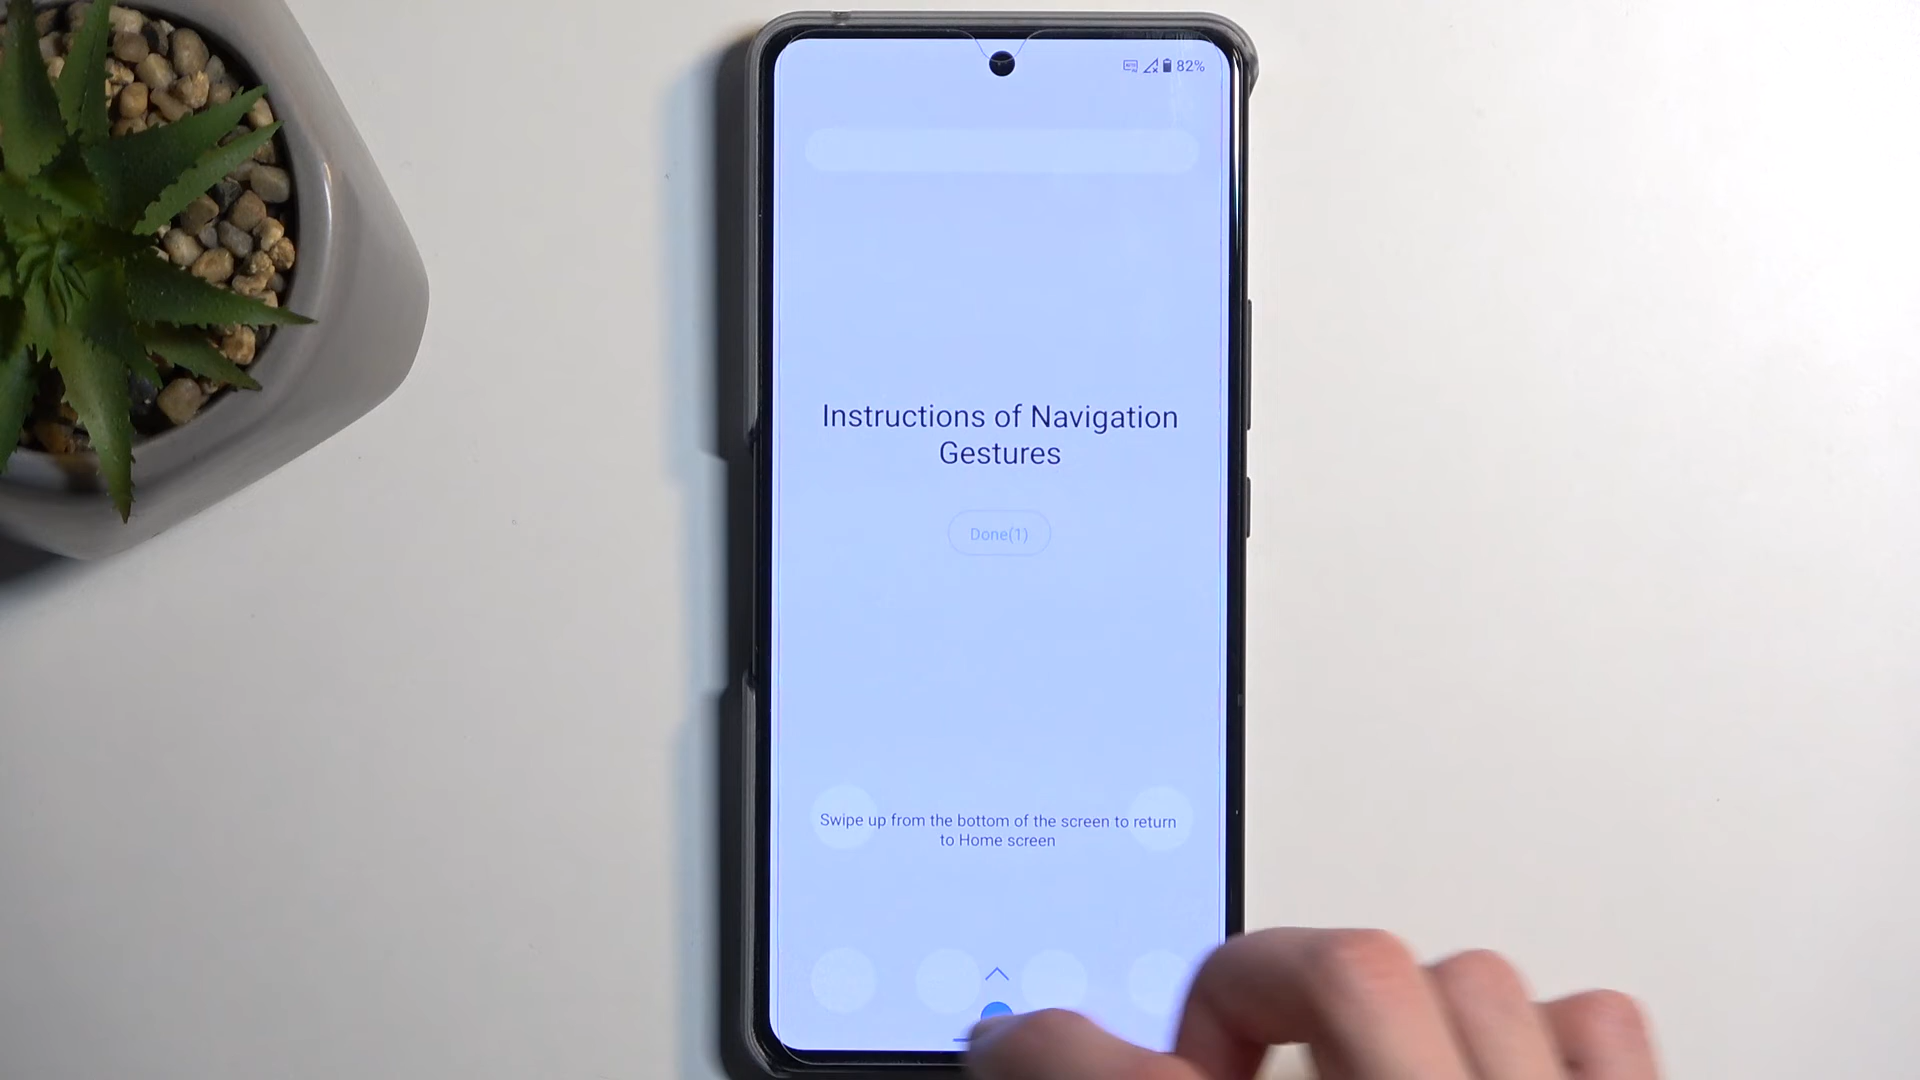 82%
Instructions of Navigation
Gestures
Done(1)
Swipe up from the bottom of the screen to return
to Home screen